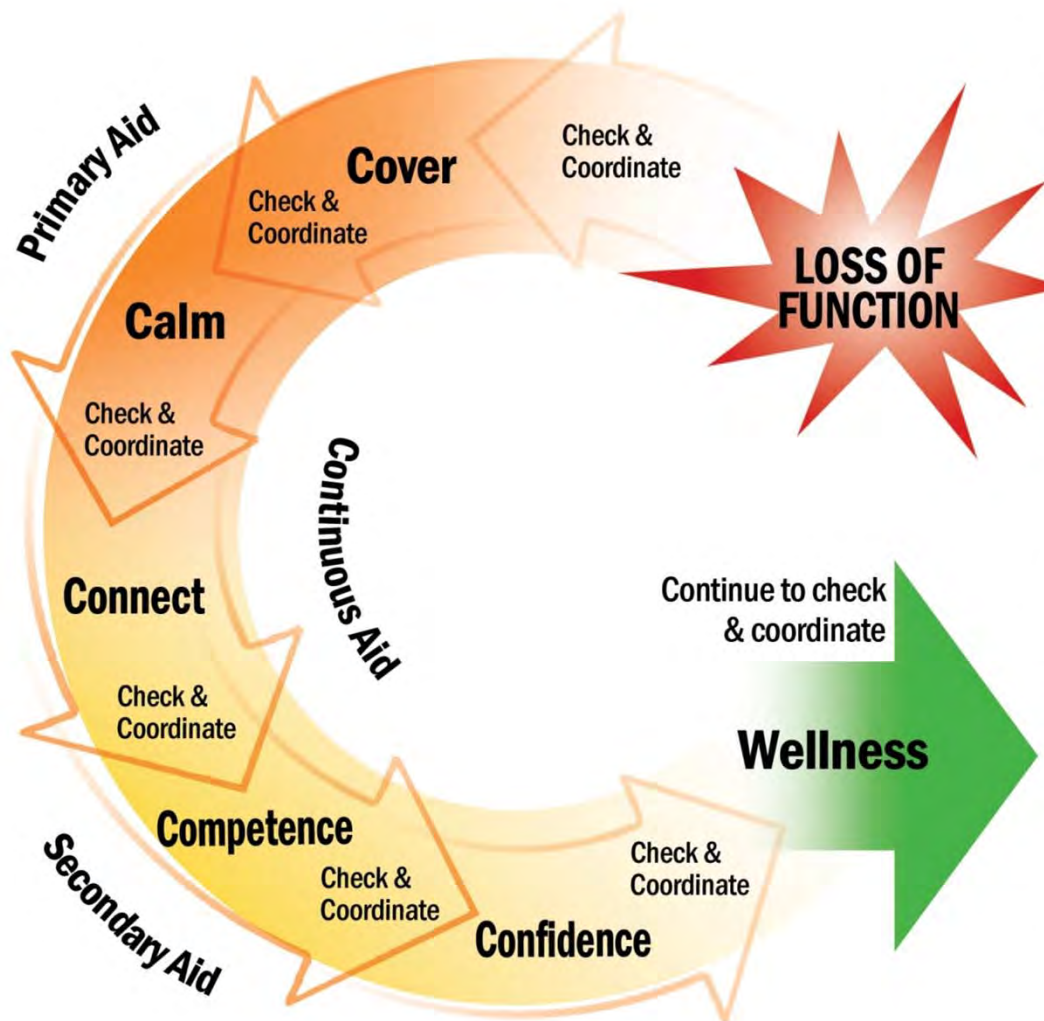 LOSS OF
FUNCTION
Check &
Coordinate
Cover
Check &
Coordinate
Primary Aid
Calm
Check &
Coordinate
Continuous Aid
Connect
Check &
Coordinate
Secondary Aid
Competence
Check &
Coordinate
Confidence
Check &
Coordinate
Continue to check
& coordinate
Wellness